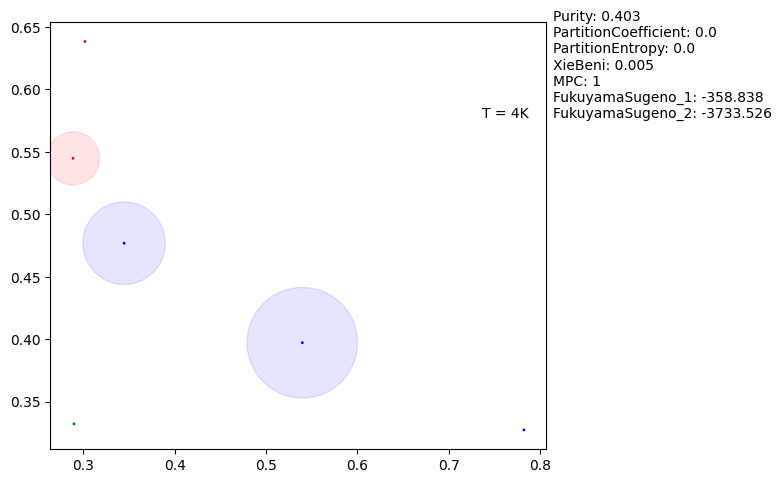 Purity: 0.403
PartitionCoefficient: 0.0
PartitionEntropy: 0.0
XieBeni: 0.005
MPC: 1
FukuyamaSugeno_1: -358.838
FukuyamaSugeno_2: -3733.526
T = 4K
0.65
0.60
0.55
0.50
0.45
0.40
0.35
0.3 0.4 0.5 0.6 0.7 0.8